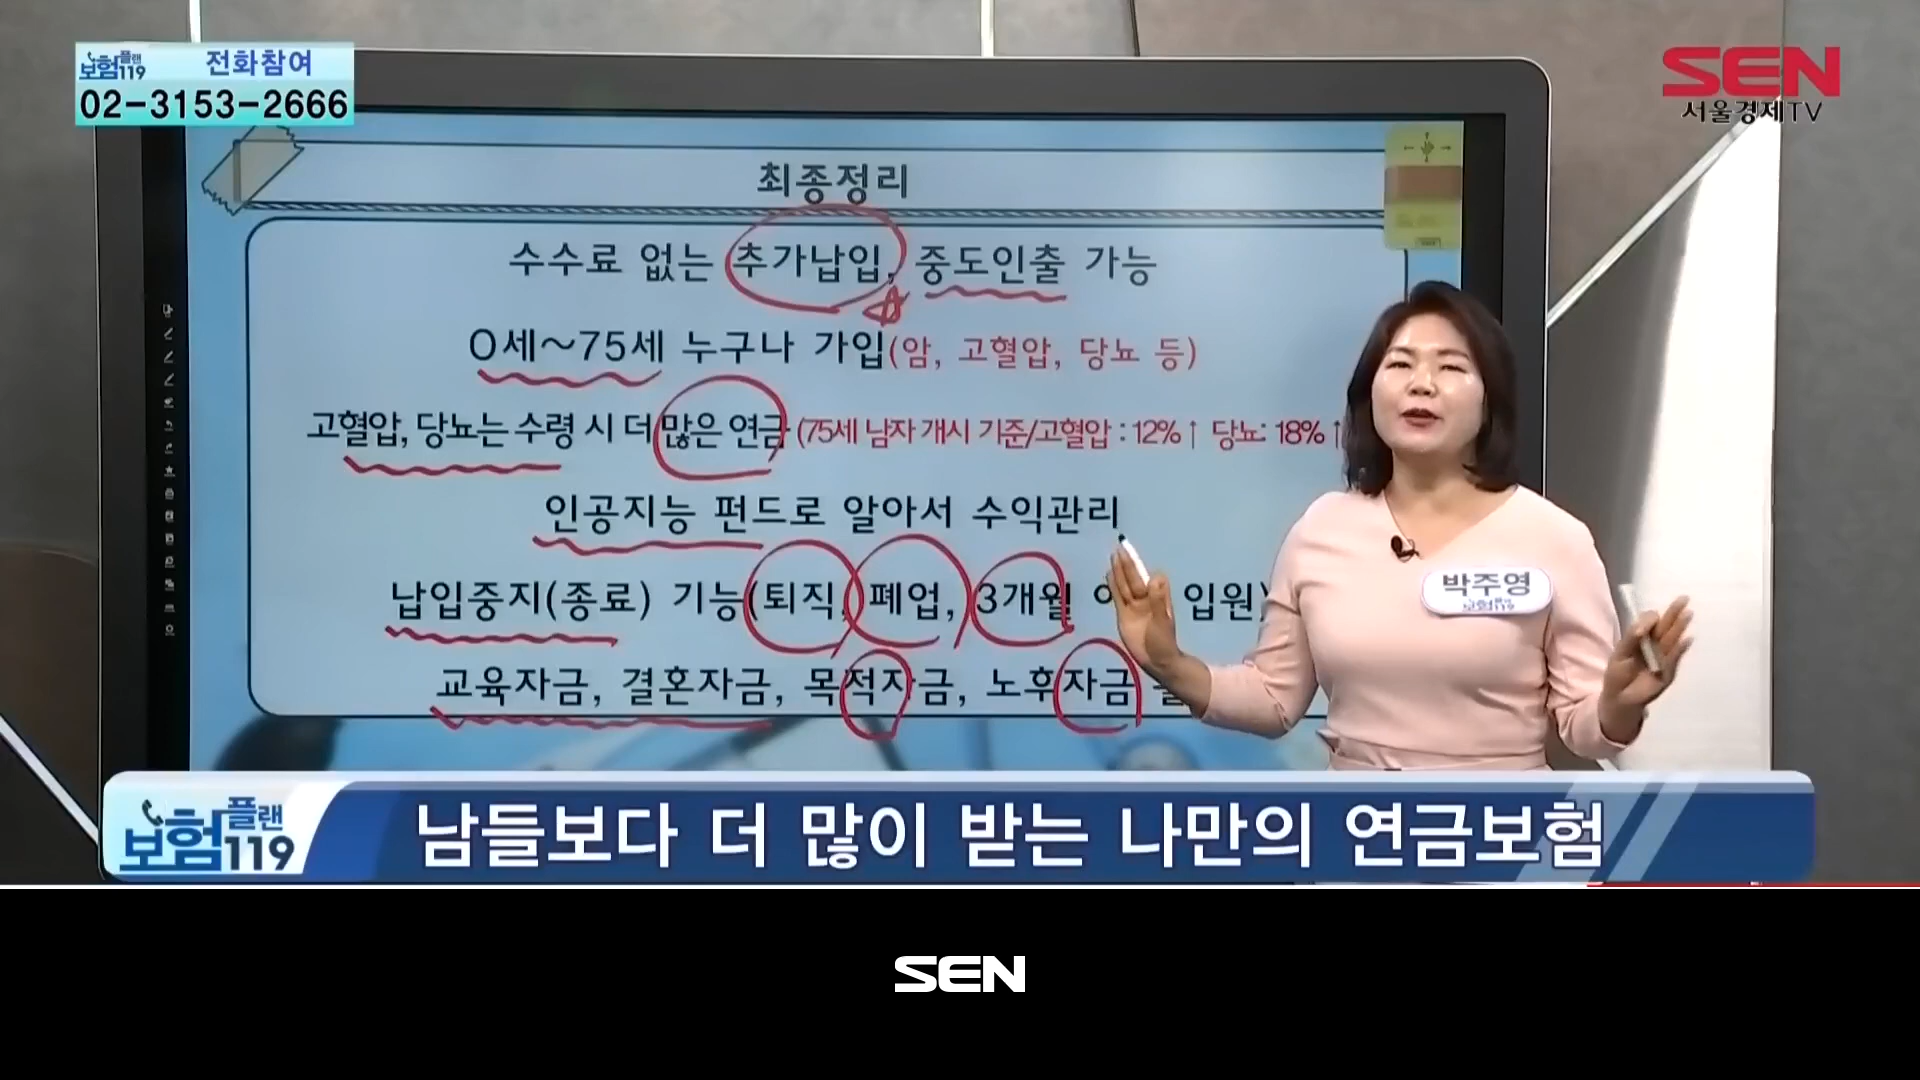 보험플랜119 전화참여
02-3153-2666
SEN
서울경제TV
최종정리
수수료 없는 추가납입, 중도인출 가능
0세~75세 누구나 가입(암, 고혈압, 당뇨 등)
고혈압, 당뇨는 수령 시 더 많은 연금 (75세 남자 개시 기준/고혈압 : 12%↑ 당뇨: 18%↑
인공지능 펀드로 알아서 수익관리
납입중지(종료) 기능(퇴직, 폐업, 3개월 입원)
교육자금, 결혼자금, 목적자금, 노후자금
박주영
보험플랜119
보험플랜119
남들보다 더 많이 받는 나만의 연금보험
SEN